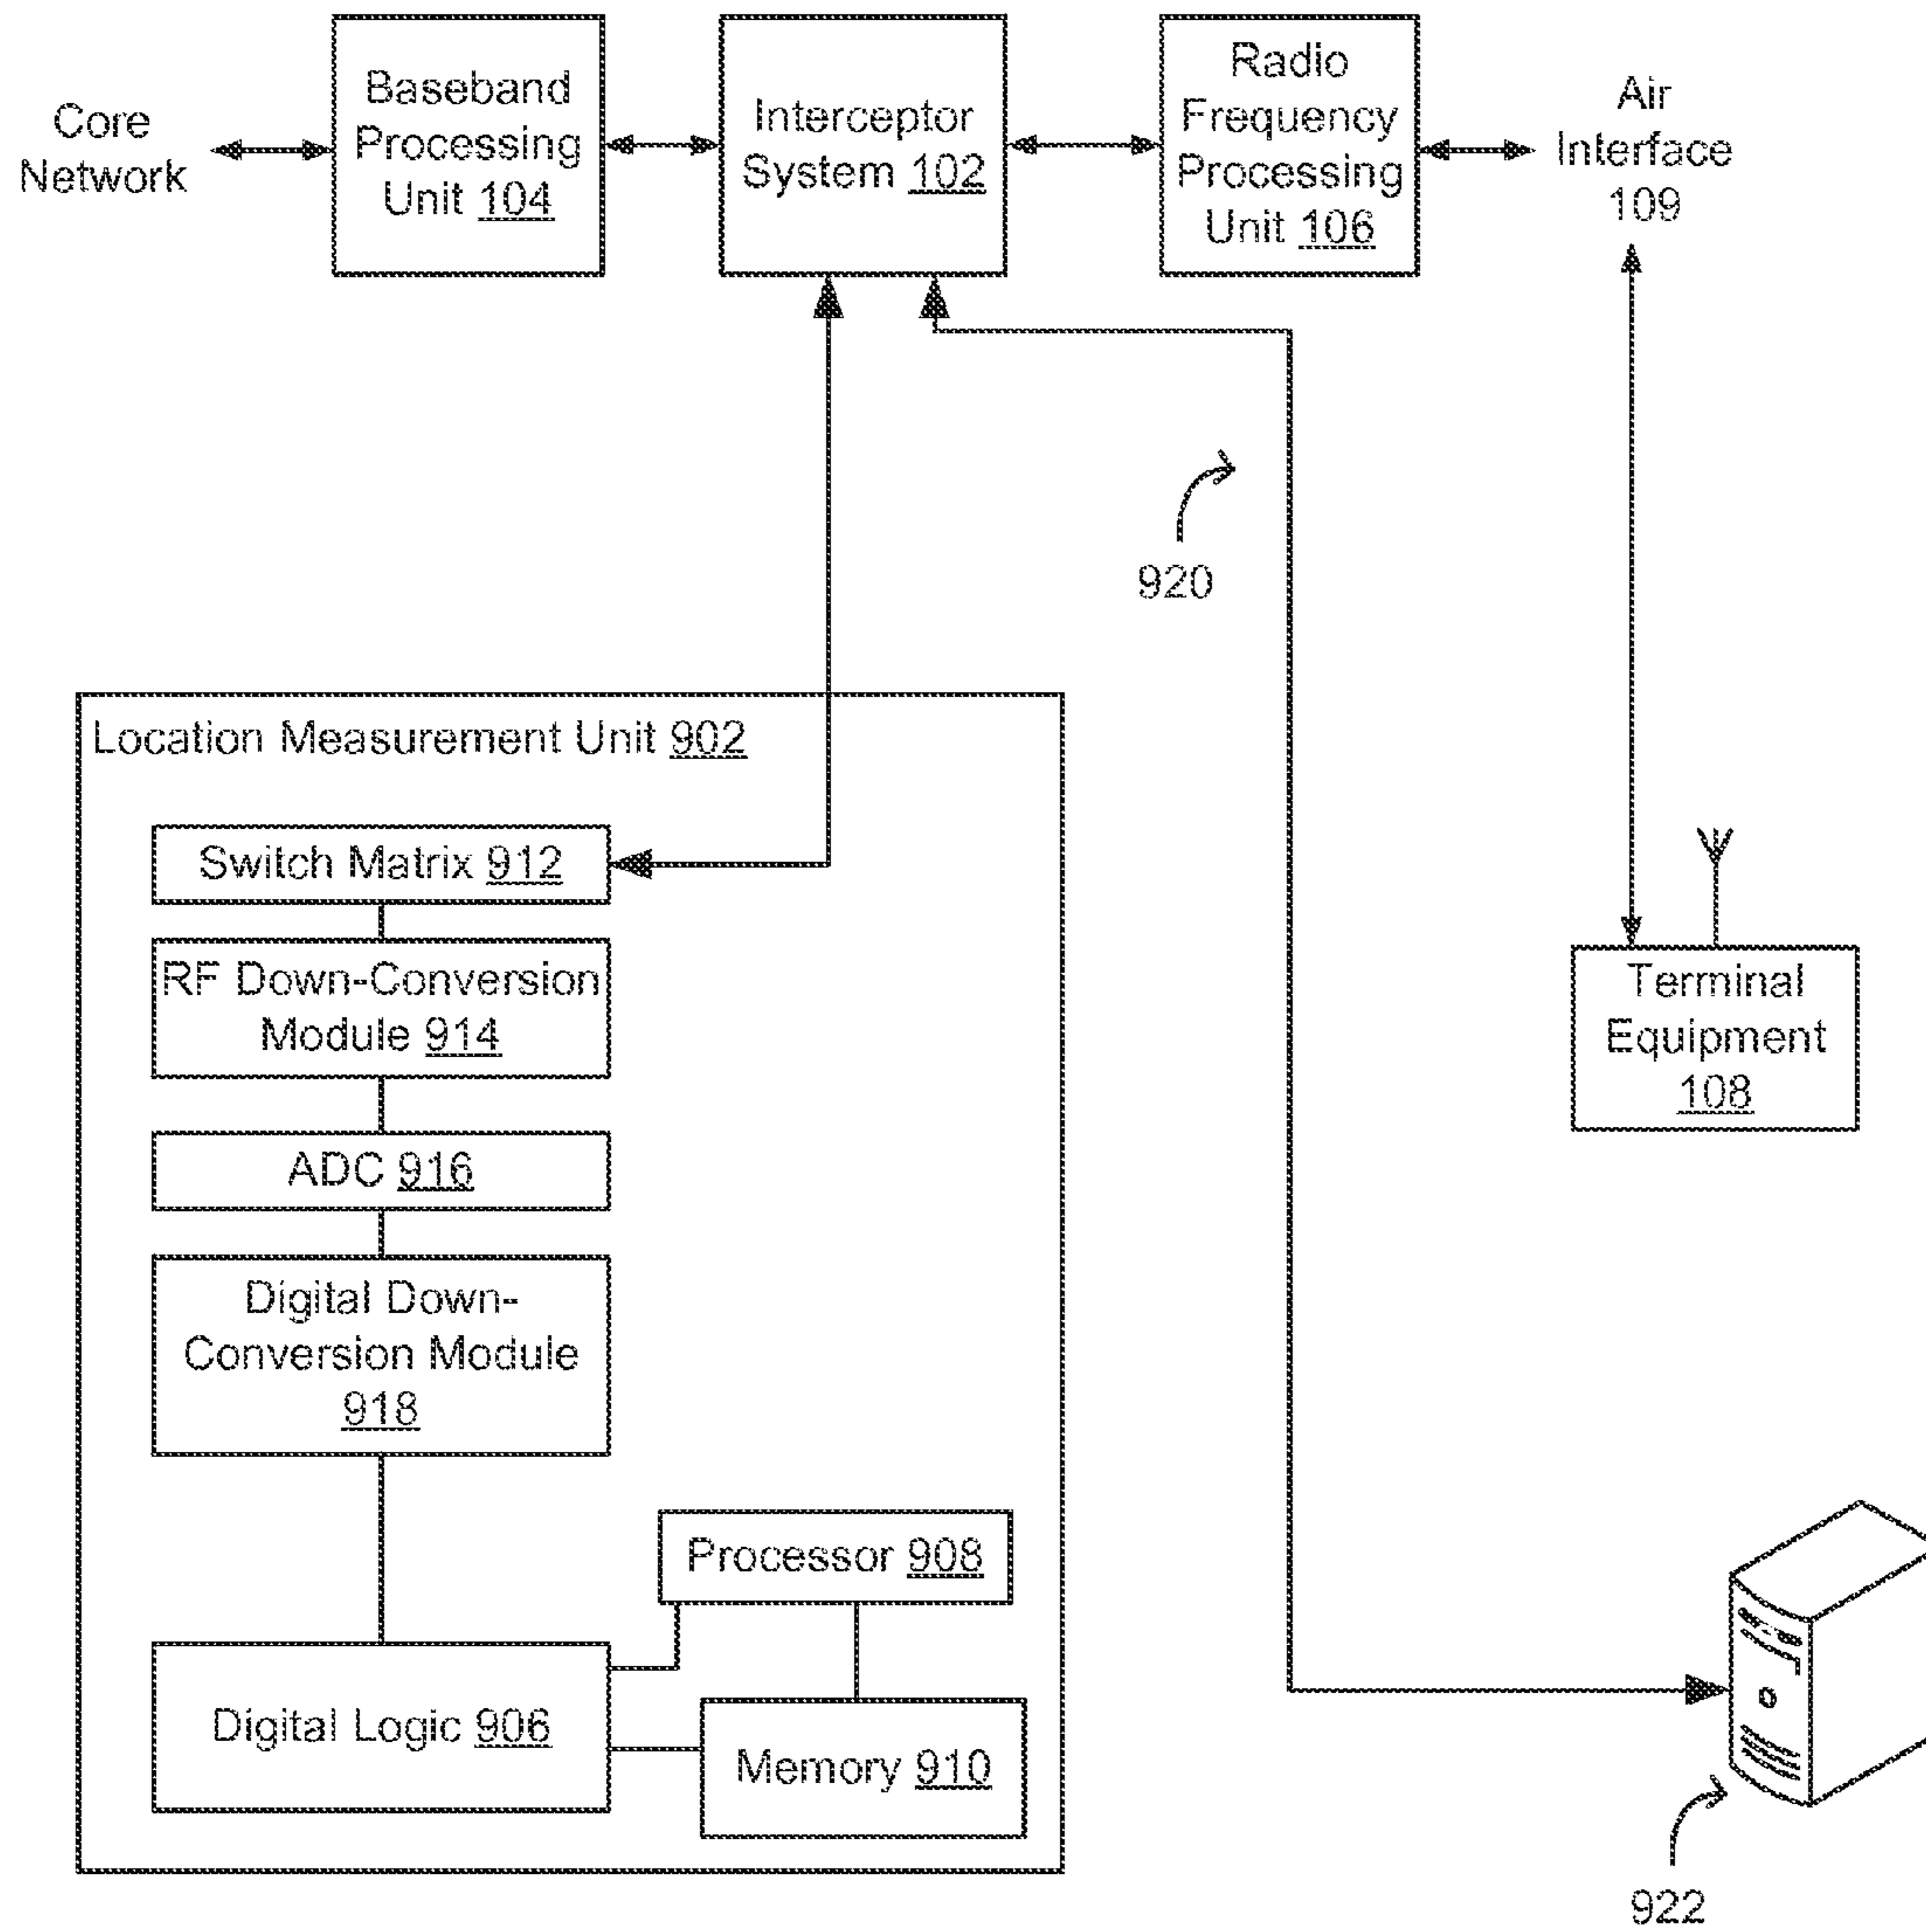 Core
Network
Baseband
Processing
Unit 104
Interceptor
System 102
Radio
Frequency
Processing
Unit 106
Air
Interface
109
920
Location Measurement Unit 902
Switch Matrix 912
RF Down-Conversion
Module 914
ADC 916
Digital Down-
Conversion Module
918
Processor 908
Digital Logic 906
Memory 910
Terminal
Equipment
108
922